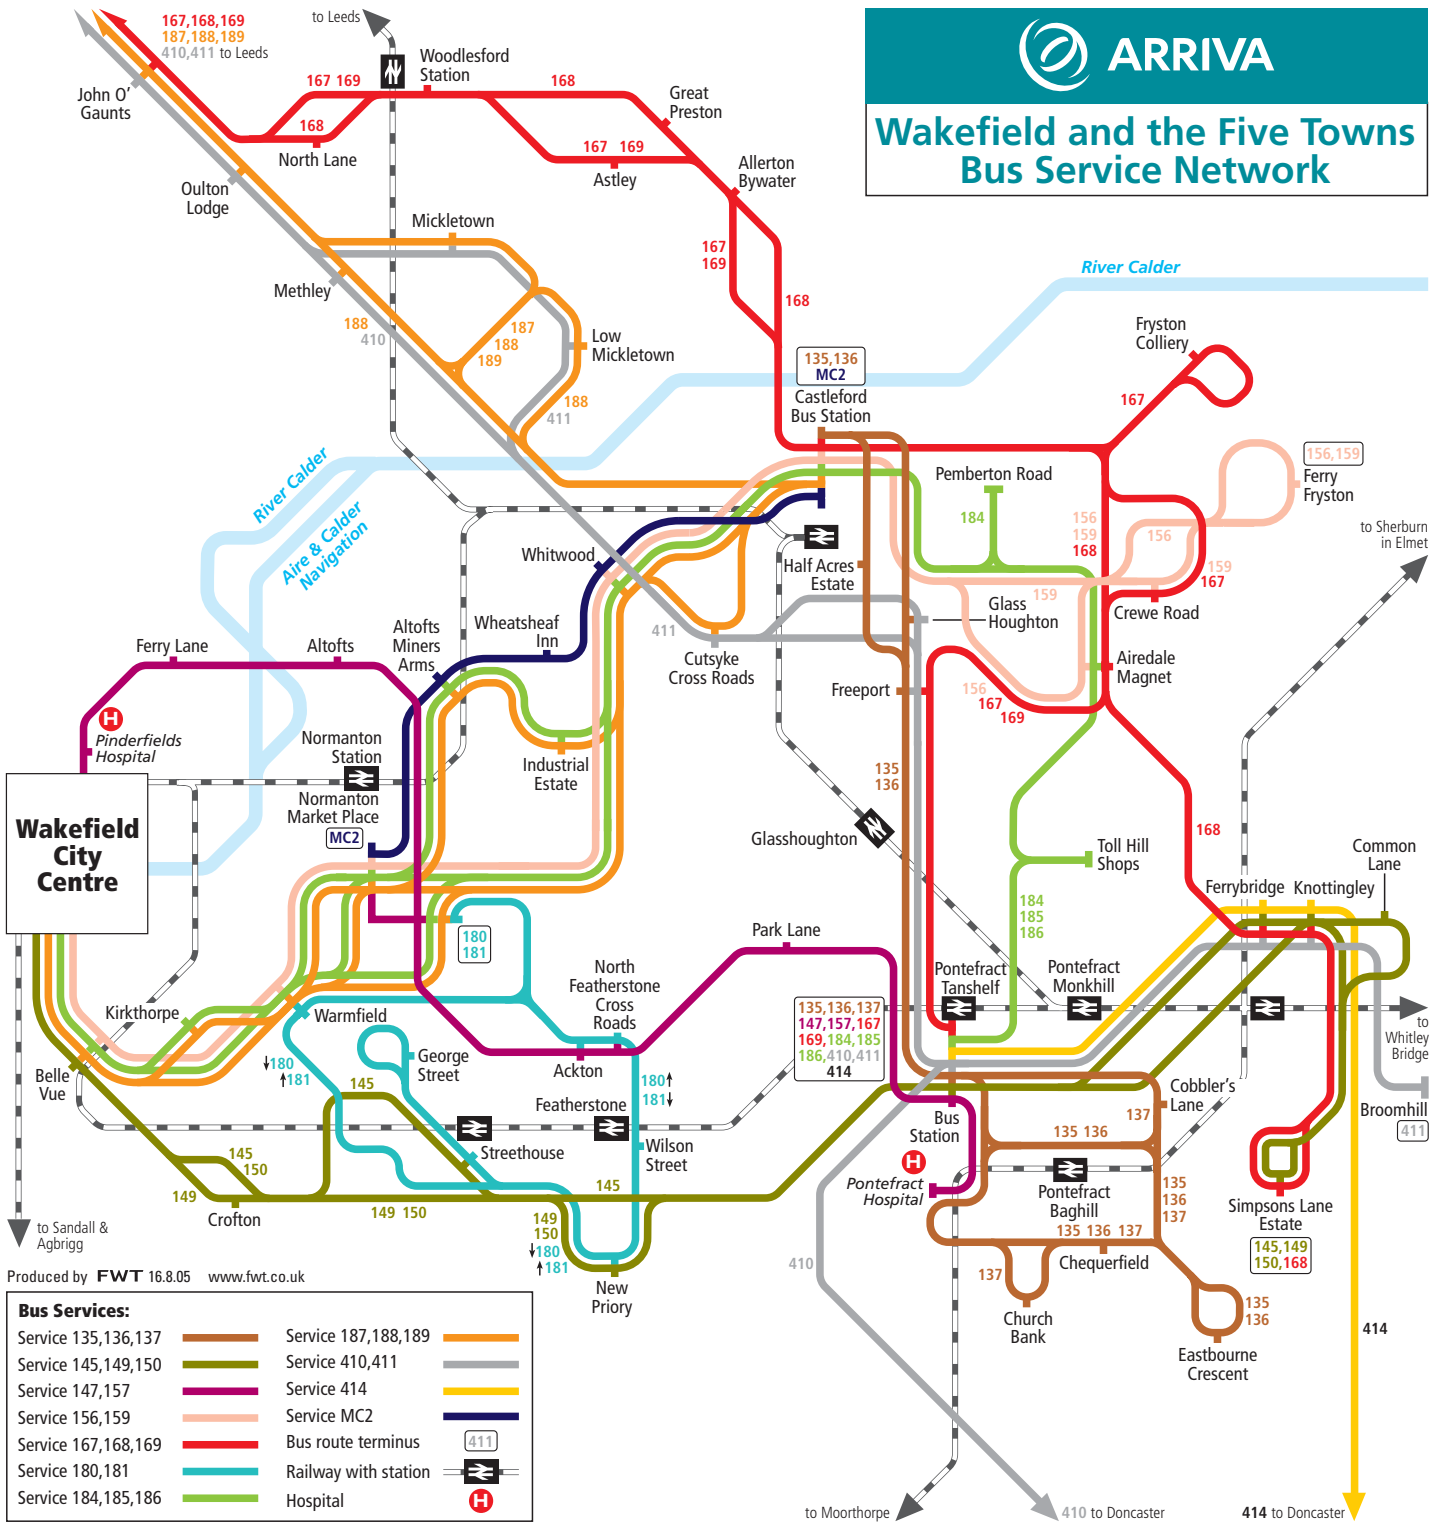 167,168,169
187,188,189
410,411 to Leeds
to Leeds
ARRIVA
Wakefield and the Five Towns
Bus Service Network
John O'
Gaunts
167 169
168
North Lane
Woodlesford
Station
168
Great
Preston
167 169
Astley
Allerton
Bywater
Oulton
Lodge
Mickletown
Methley
188
410
187
188
189
Low
Mickletown
188
411
167
169
168
River Calder
135,136
MC2
Castleford
Bus Station
Fryston
Colliery
167
156,159
Ferry
Fryston
River Calder
Aire & Calder
Navigation
Pemberton Road
184
156
159
168
156
159
167
to Sherburn
in Elmet
Whitwood
Half Acres
Estate
159
Crewe Road
Glass
Houghton
Wheatsheaf
Inn
411
Cutsyke
Cross Roads
Ferry Lane
Altofts
Altofts
Miners
Arms
Airedale
Magnet
Freeport
156
167
169
H
Pinderfields
Hospital
Normanton
Station
Normanton
Market Place
MC2
Industrial
Estate
135
136
Wakefield
City
Centre
Glasshoughton
168
Toll Hill
Shops
Common
Lane
Ferrybridge
Knottingley
184
185
186
180
181
Park Lane
North
Featherstone
Cross
Roads
Pontefract
Tanshelf
Pontefract
Monkhill
135,136,137
147,157,167
169,184,185
186,410,411
414
Kirkthorpe
Warmfield
to
Whitley
Bridge
Belle
Vue
180
181
George
Street
Ackton
180
181
145
Featherstone
Streethouse
Wilson
Street
Bus
Station
Cobbler's
Lane
137
135 136
Broomhill
411
H
Pontefract
Hospital
Pontefract
Baghill
135
136
137
145
150
149
Crofton
149 150
145
149
150
180
181
New
Priory
Simpsons Lane
Estate
145,149
150,168
to Sandall &
Agbrigg
135 136 137
Chequerfield
137
Church
Bank
135
136
Eastbourne
Crescent
410
414
Produced by FWT 16.8.05 www.fwt.co.uk
Bus Services:
Service 135,136,137
Service 145,149,150
Service 147,157
Service 156,159
Service 167,168,169
Service 180,181
Service 184,185,186
Service 187,188,189
Service 410,411
Service 414
Service MC2
Bus route terminus 411
Railway with station
Hospital H
to Moorthorpe
410 to Doncaster
414 to Doncaster